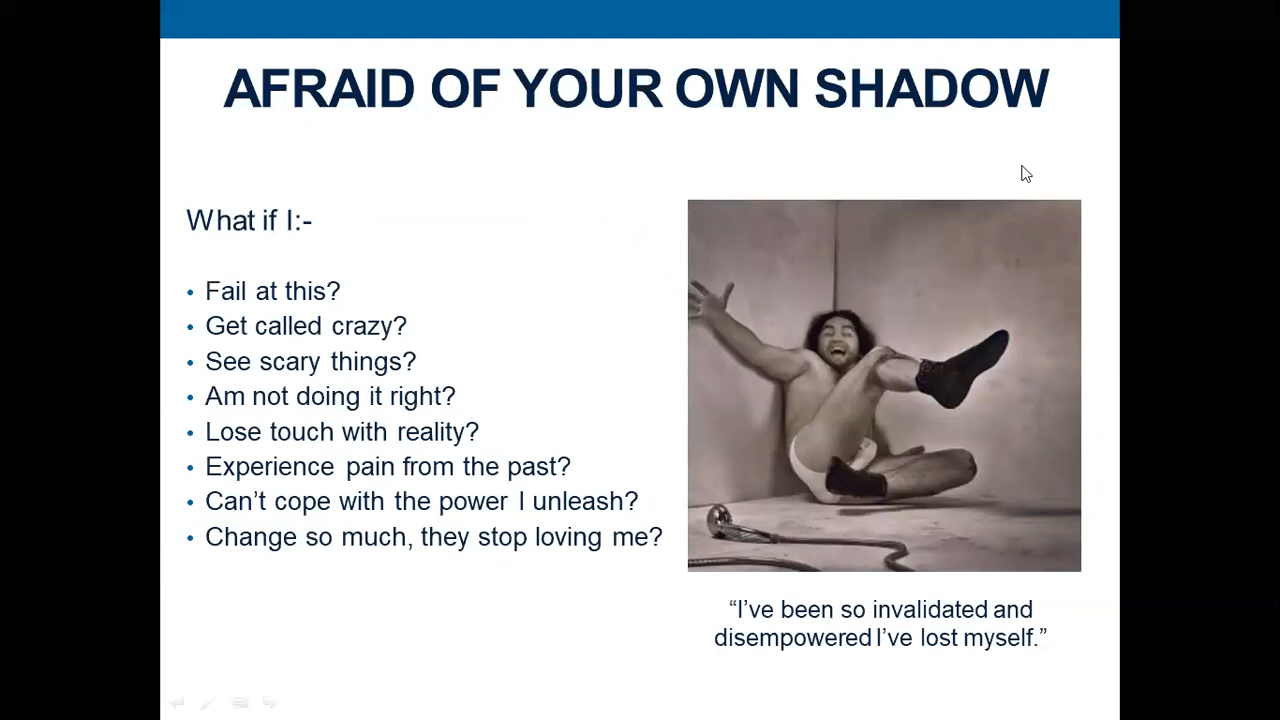 AFRAID OF YOUR OWN SHADOW
What if I:-
• Fail at this?
• Get called crazy?
• See scary things?
• Am not doing it right?
• Lose touch with reality?
• Experience pain from the past?
• Can’t cope with the power I unleash?
• Change so much, they stop loving me?
“I’ve been so invalidated and
disempowered I’ve lost myself.”